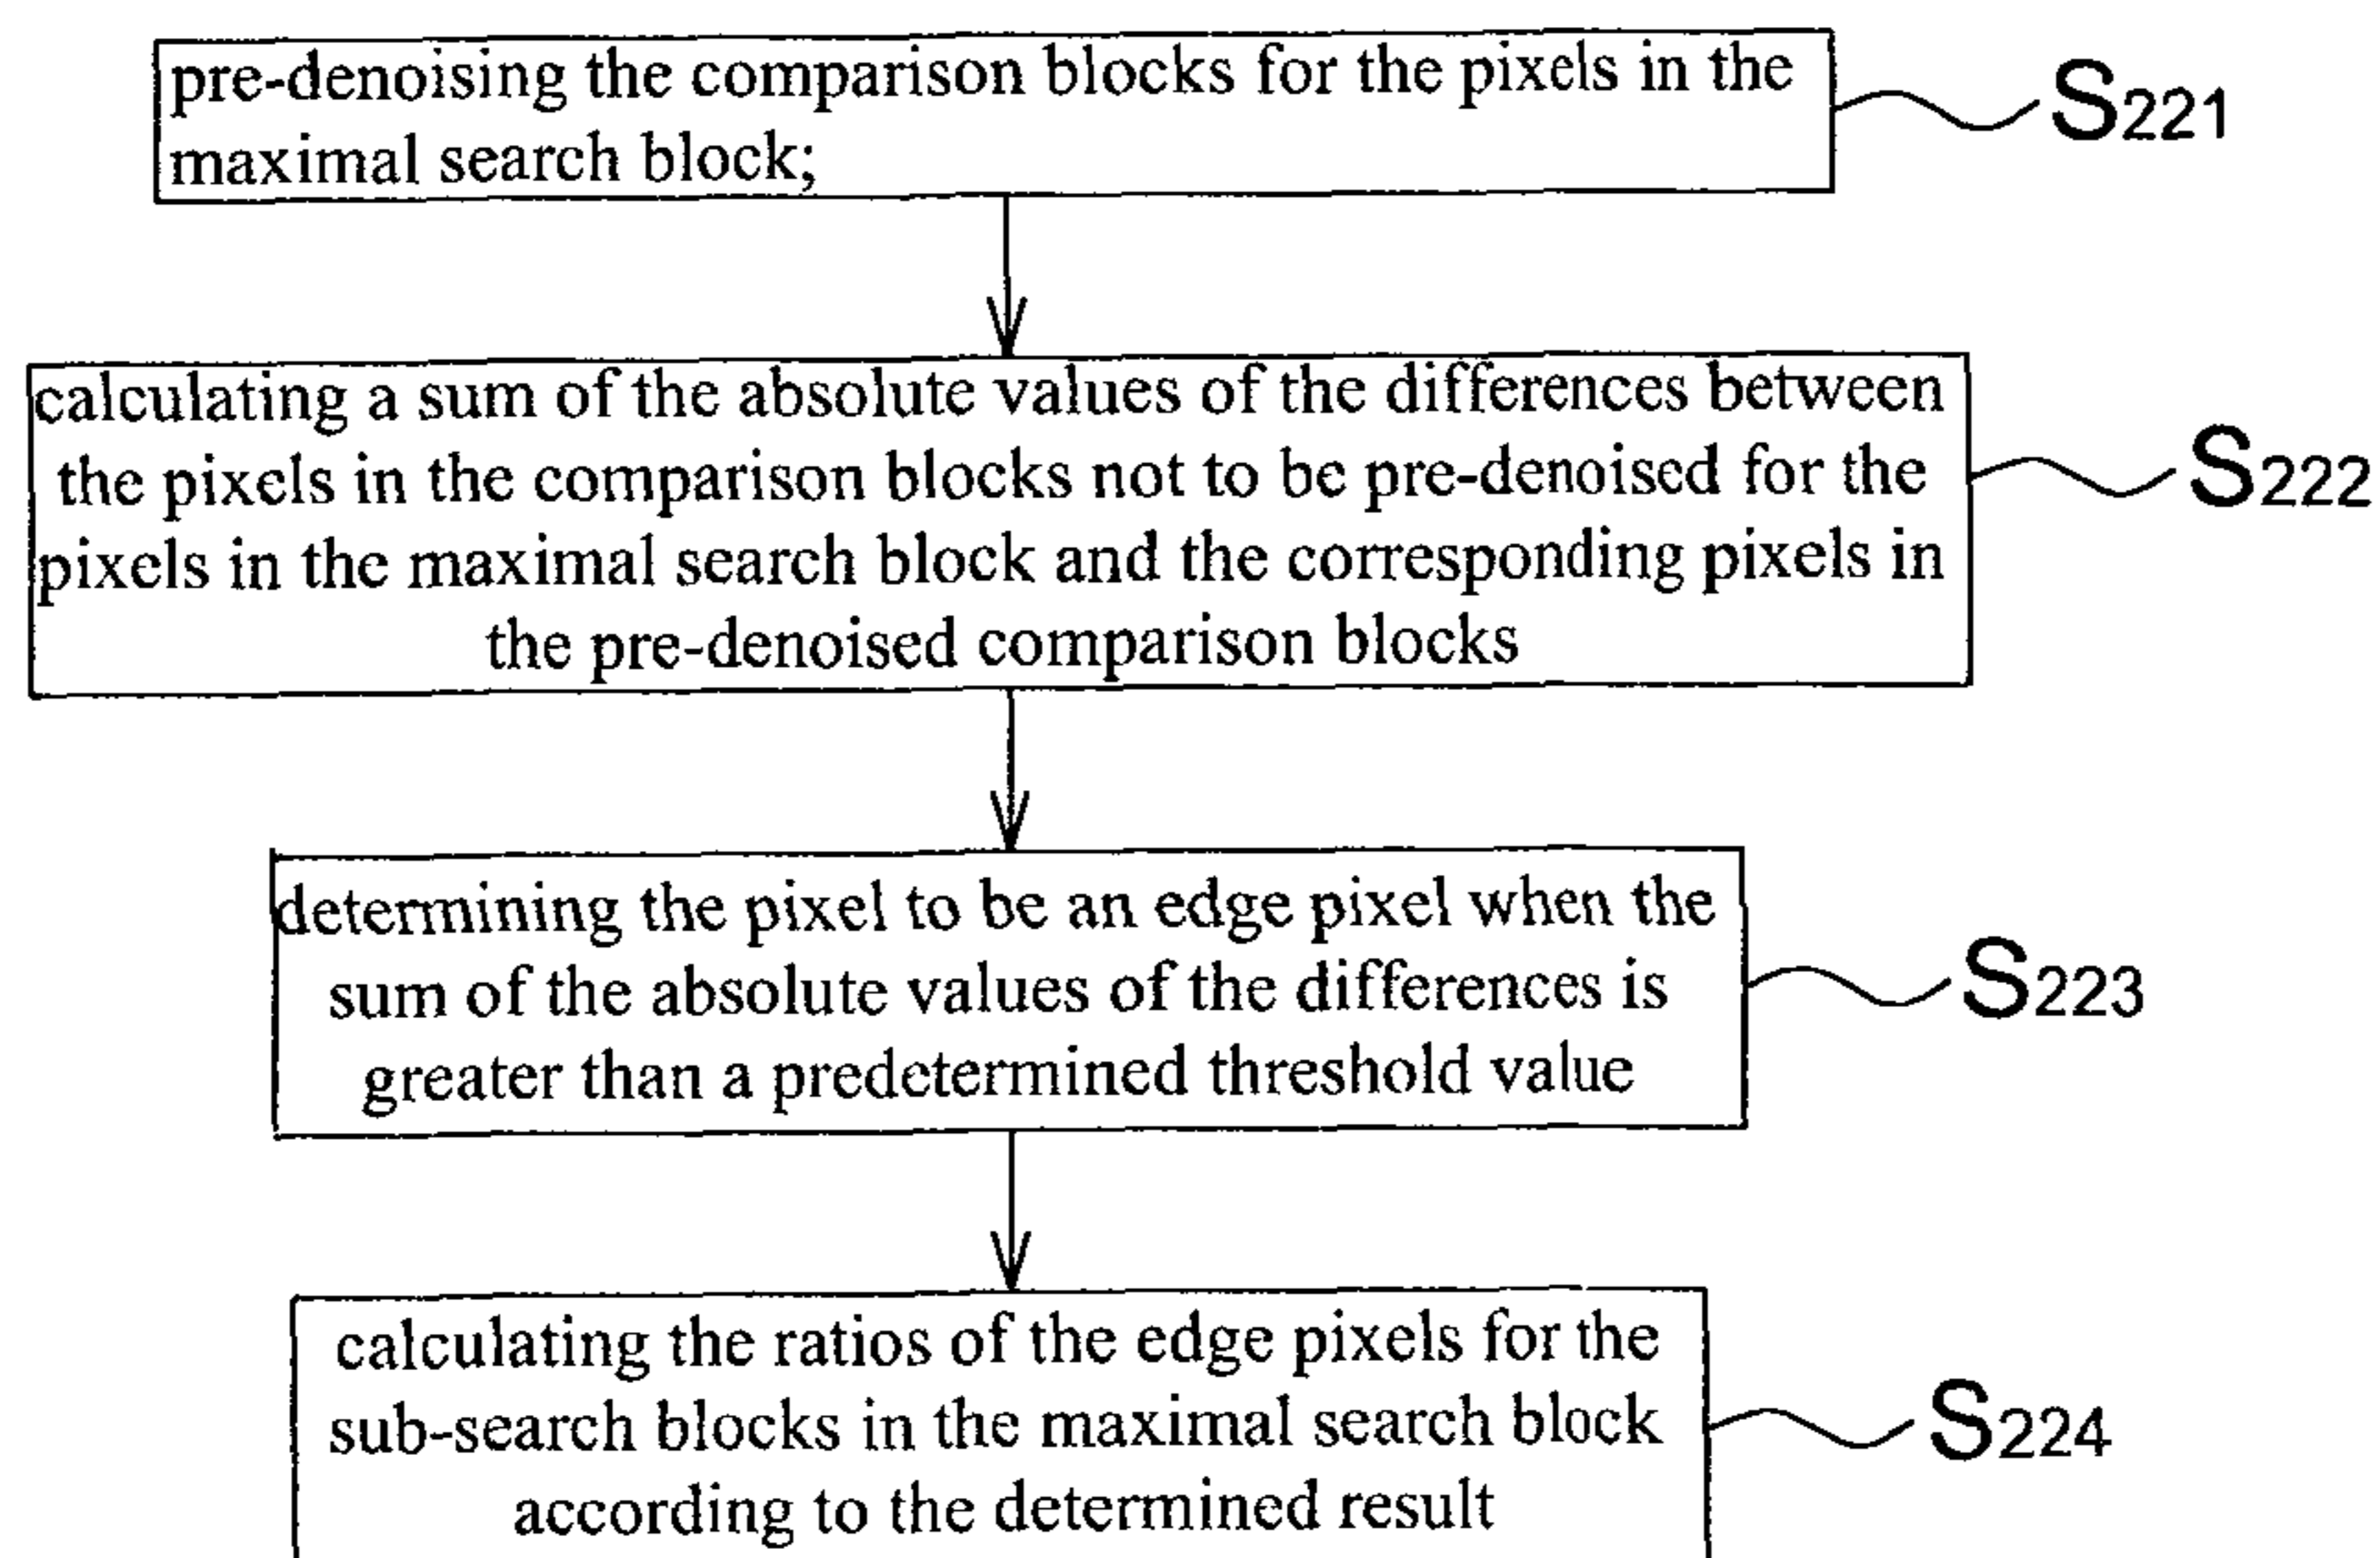 pre-denoising the comparison blocks for the pixels in the
maximal search block;
S221
calculating a sum of the absolute values of the differences between
the pixels in the comparison blocks not to be pre-denoised for the
pixels in the maximal search block and the corresponding pixels in
the pre-denoised comparison blocks
S222
determining the pixel to be an edge pixel when the
sum of the absolute values of the differences is
greater than a predetermined threshold value
S223
calculating the ratios of the edge pixels for the
sub-search blocks in the maximal search block
according to the determined result
S224